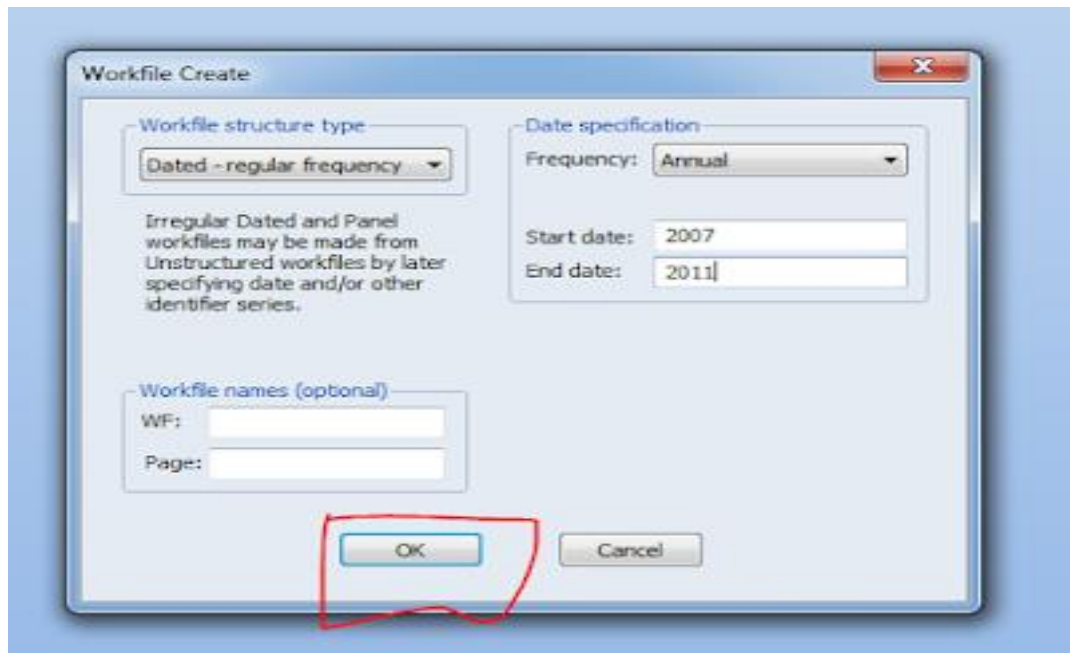 Workfile Create
Workfile structure type
Dated - regular frequency
Irregular Dated and Panel
workfiles may be made from
Unstructured workfiles by later
specifying date and/or other
identifier series.
Date specification
Frequency: Annual
Start date: 2007
End date: 2011
Workfile names (optional)
WF:
Page:
OK Cancel